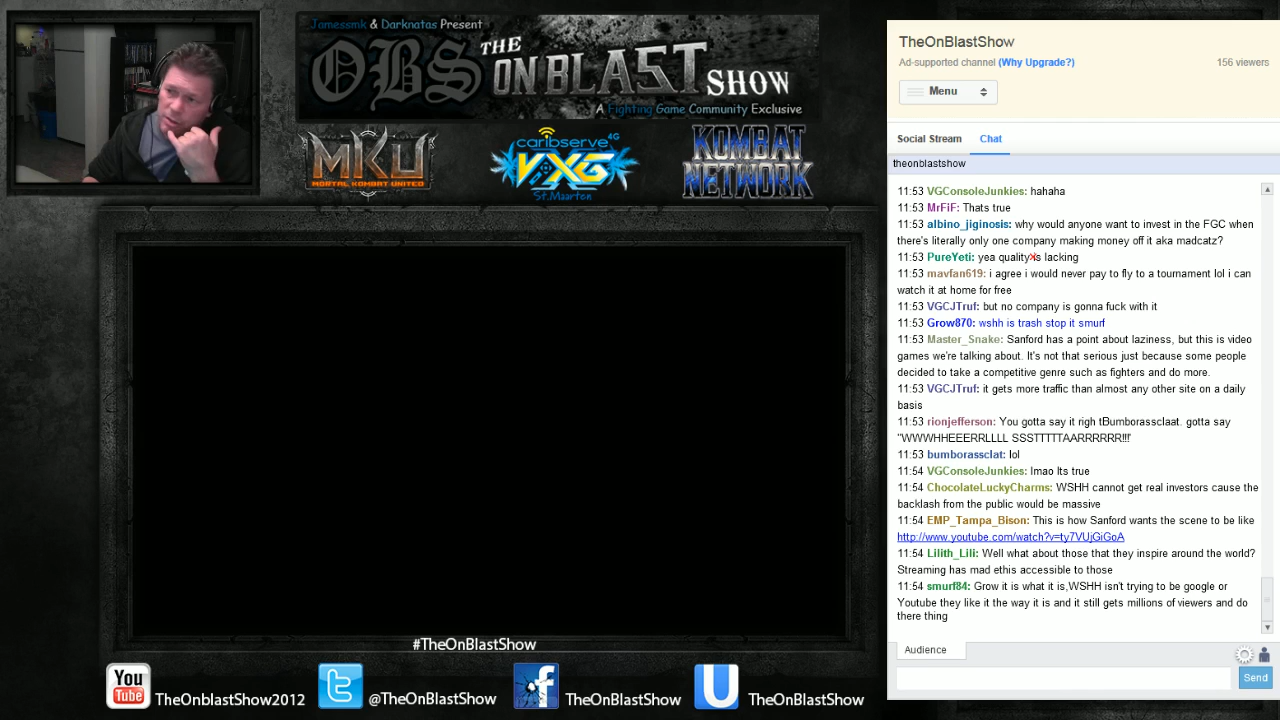 Jamessmk & Darknatas Present
OBS THE ON BLAST SHOW
A Fighting Game Community Exclusive
MKU
MORTAL KOMBAT UNITED
caribserve 4G
VXG
St.Maarten
KOMBAT
NETWORK
TheOnBlastShow
Ad-supported channel (Why Upgrade?)
156 viewers
Menu
Social Stream
Chat
theonblastshow
11:53 VGConsoleJunkies: hahaha
11:53 MrFiF: Thats true
11:53 albino_jiginosis: why would anyone want to invest in the FGC when
there's literally only one company making money off it aka madcatz?
11:53 PureYeti: yea quality is lacking
11:53 mavfan619: i agree i would never pay to fly to a tournament lol i can
watch it at home for free
11:53 VGCJTruf: but no company is gonna fuck with it
11:53 Grow870: wshh is trash stop it smurf
11:53 Master_Snake: Sanford has a point about laziness, but this is video
games we're talking about. It's not that serious just because some people
decided to take a competitive genre such as fighters and do more.
11:53 VGCJTruf: it gets more traffic than almost any other site on a daily
basis
11:53 rionjefferson: You gotta say it righ tBumborassclaat. gotta say
"WWWHHEEERRLLLL SSSTTTTTAARRRRRR!!!"
11:53 bumborassclat: lol
11:54 VGConsoleJunkies: lmao Its true
11:54 ChocolateLuckyCharms: WSHH cannot get real investors cause the
backlash from the public would be massive
11:54 EMP_Tampa_Bison: This is how Sanford wants the scene to be like
http://www.youtube.com/watch?v=ty7VUjGiGoA
11:54 Lilith_Lili: Well what about those that they inspire around the world?
Streaming has mad ethis accessible to those
11:54 smurf84: Grow it is what it is,WSHH isn't trying to be google or
Youtube they like it the way it is and it still gets millions of viewers and do
there thing
Audience
Send
#TheOnBlastShow
You Tube TheOnblastShow2012
@TheOnBlastShow
TheOnBlastShow
U TheOnBlastShow